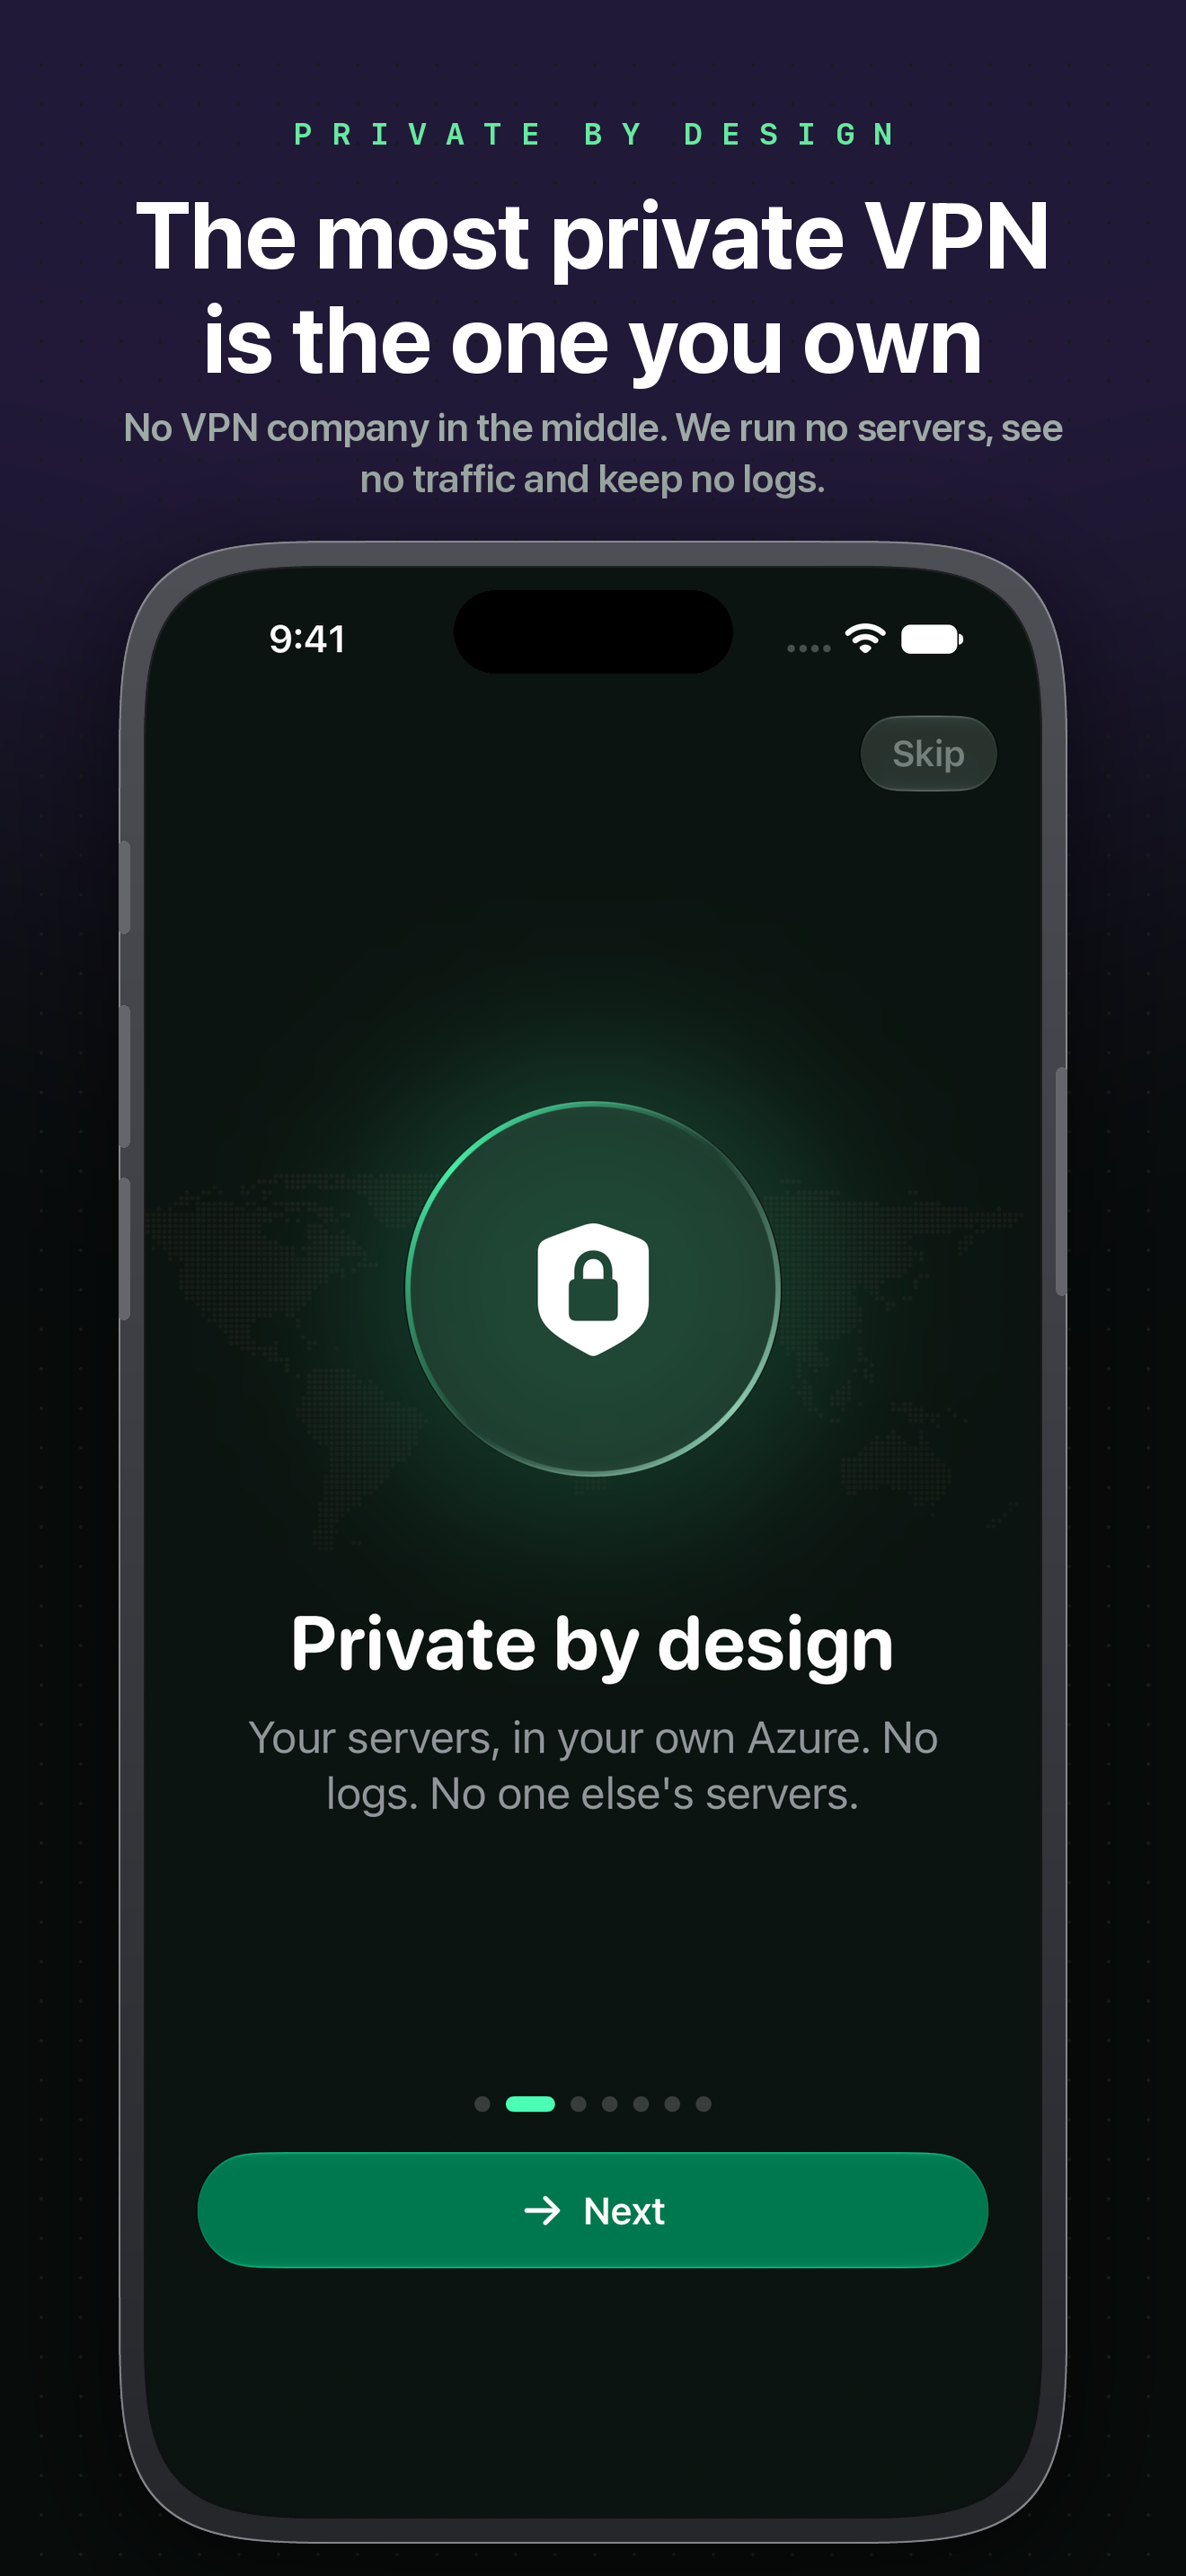 PRIVATE BY DESIGN
The most private VPN
is the one you own
No VPN company in the middle. We run no servers, see
no traffic and keep no logs.
9:41
Skip
Private by design
Your servers, in your own Azure. No
logs. No one else's servers.
Next